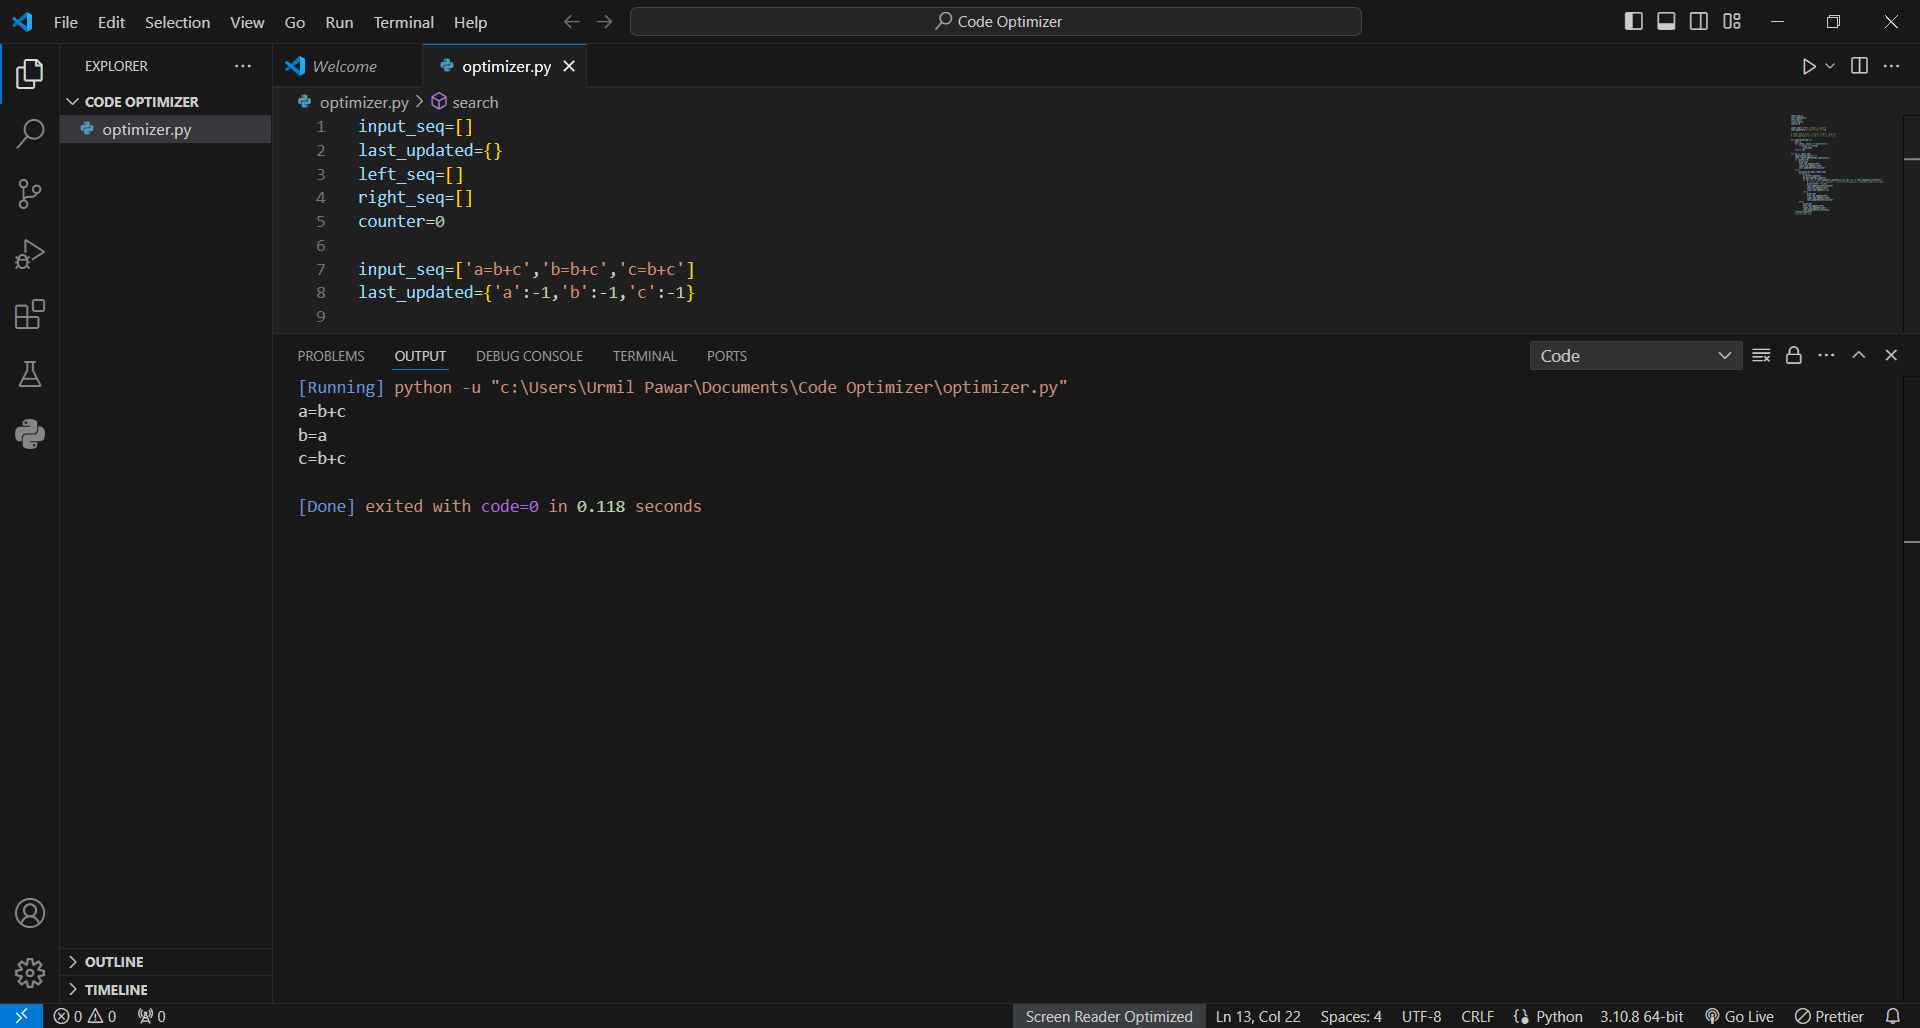 File Edit Selection View Go Run Terminal Help
Code Optimizer
EXPLORER
CODE OPTIMIZER
optimizer.py
OUTLINE
TIMELINE
Welcome
optimizer.py
optimizer.py > search
1 input_seq=[]
2 last_updated={}
3 left_seq=[]
4 right_seq=[]
5 counter=0
6
7 input_seq=['a=b+c','b=b+c','c=b+c']
8 last_updated={'a':-1,'b':-1,'c':-1}
9
PROBLEMS OUTPUT DEBUG CONSOLE TERMINAL PORTS
Code
[Running] python -u "c:\Users\Urmil Pawar\Documents\Code Optimizer\optimizer.py"
a=b+c
b=a
c=b+c
[Done] exited with code=0 in 0.118 seconds
0 0 0
Screen Reader Optimized Ln 13, Col 22 Spaces: 4 UTF-8 CRLF Python 3.10.8 64-bit Go Live Prettier